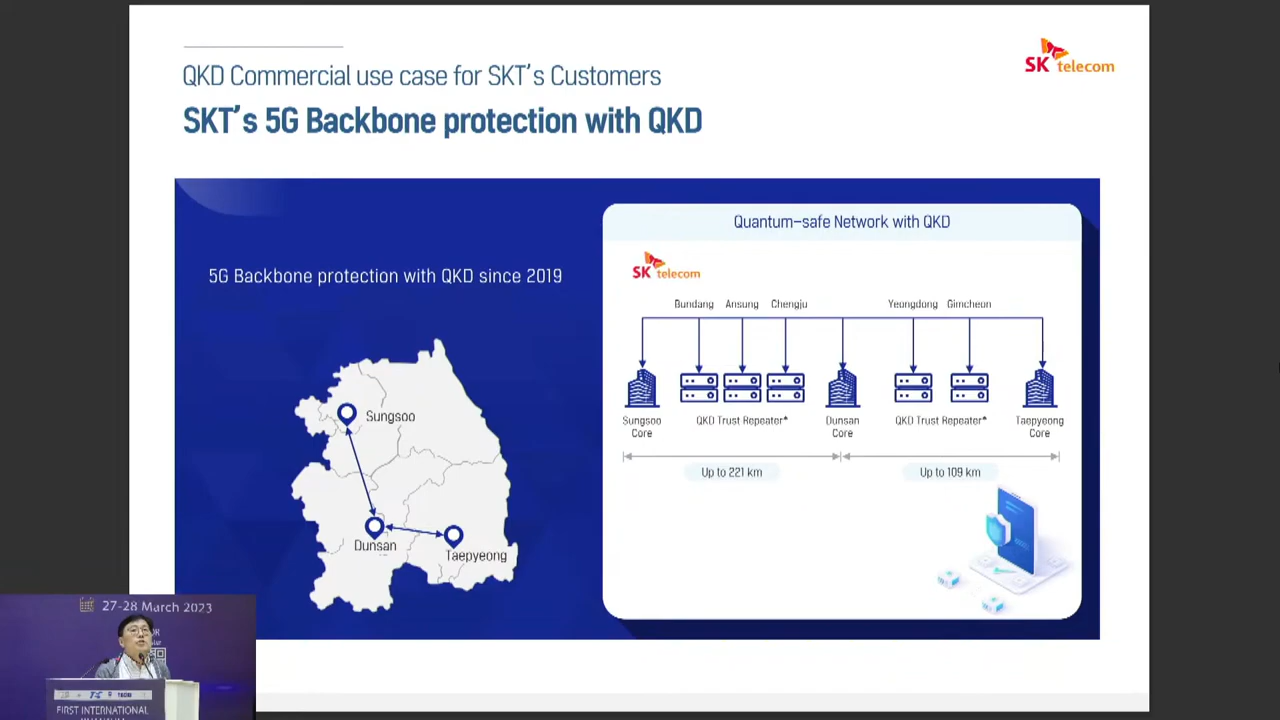 QKD Commercial use case for SKT's Customers
SKT's 5G Backbone protection with QKD
SK telecom
5G Backbone protection with QKD since 2019
Sungsoo
Dunsan
Taepyeong
Quantum-safe Network with QKD
SK telecom
Bundang Ansung Chengju Yeongdong Gimcheon
Sungsoo Core
QKD Trust Repeater*
Dunsan Core
QKD Trust Repeater*
Taepyeong Core
Up to 221 km
Up to 109 km
27-28 March 2023
FIRST INTERNATIONAL